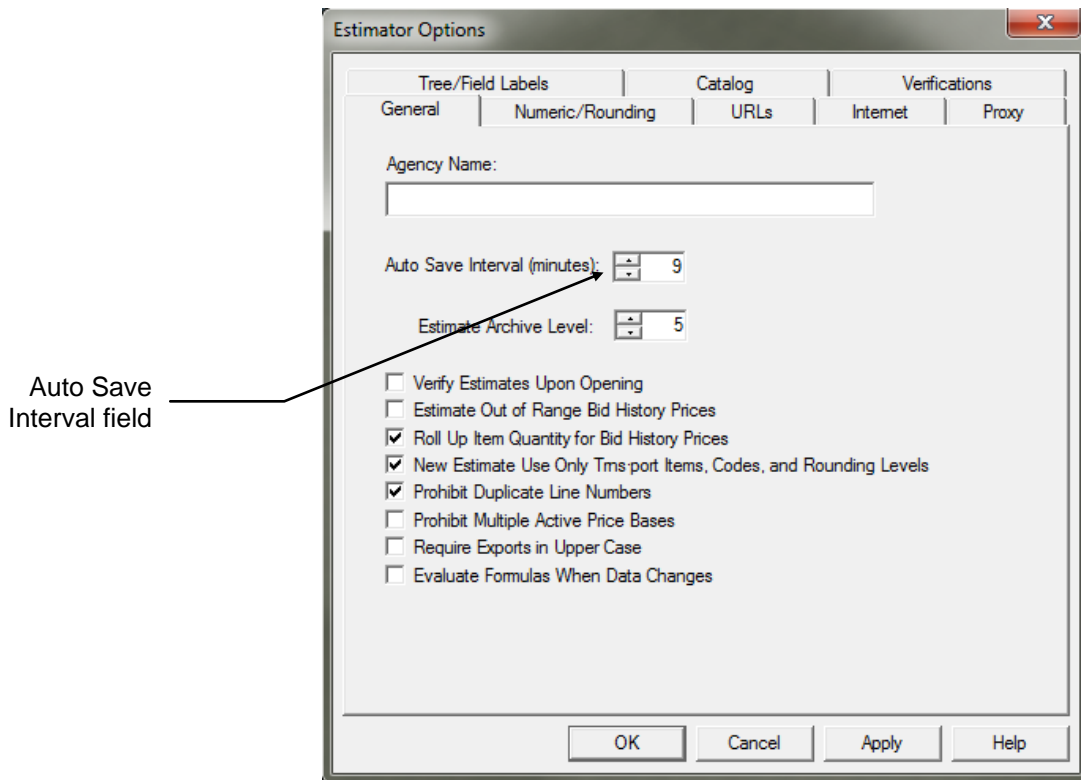 Estimator Options
Tree/Field Labels Catalog Verifications
General Numeric/Rounding URLs Internet Proxy
Agency Name:
Auto Save Interval (minutes): 9
Estimate Archive Level: 5
Auto Save
Interval field
Verify Estimates Upon Opening
Estimate Out of Range Bid History Prices
Roll Up Item Quantity for Bid History Prices
New Estimate Use Only Trns·port Items, Codes, and Rounding Levels
Prohibit Duplicate Line Numbers
Prohibit Multiple Active Price Bases
Require Exports in Upper Case
Evaluate Formulas When Data Changes
OK Cancel Apply Help